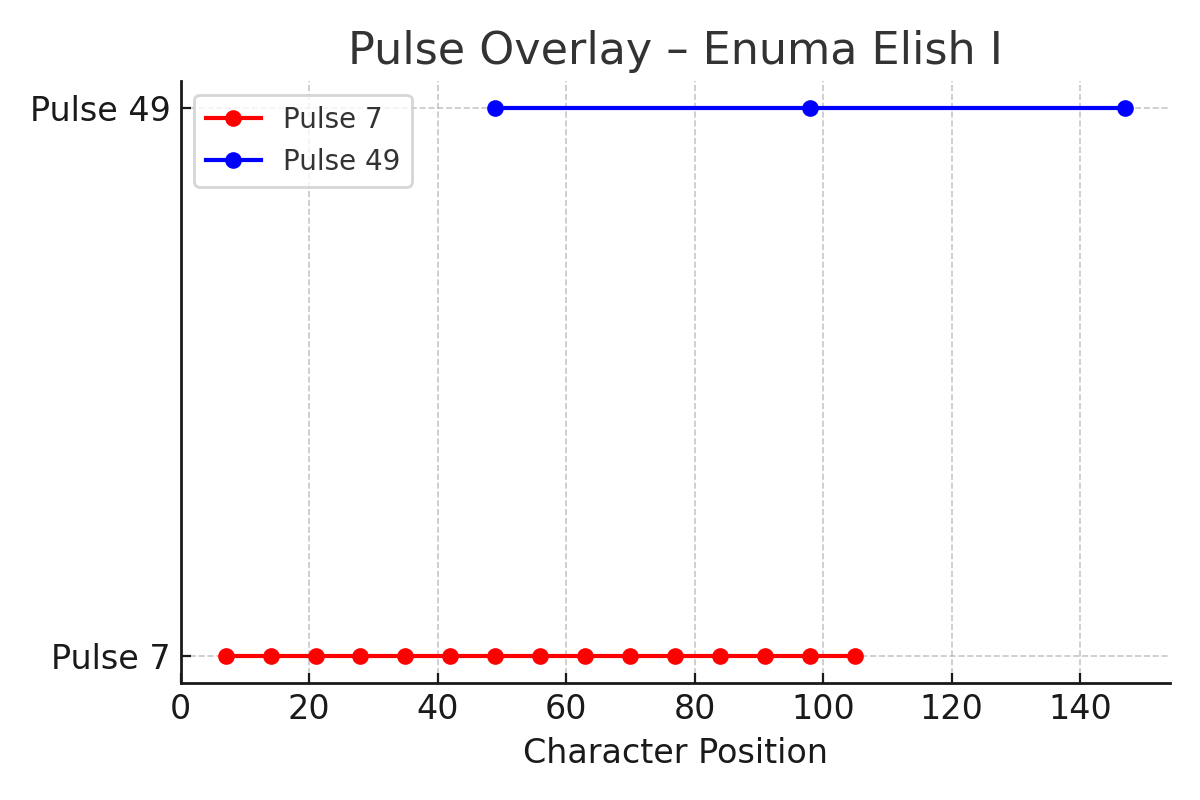 Pulse Overlay – Enuma Elish I
Pulse 49
Pulse 7
Pulse 49
Pulse 7
0 20 40 60 80 100 120 140
Character Position